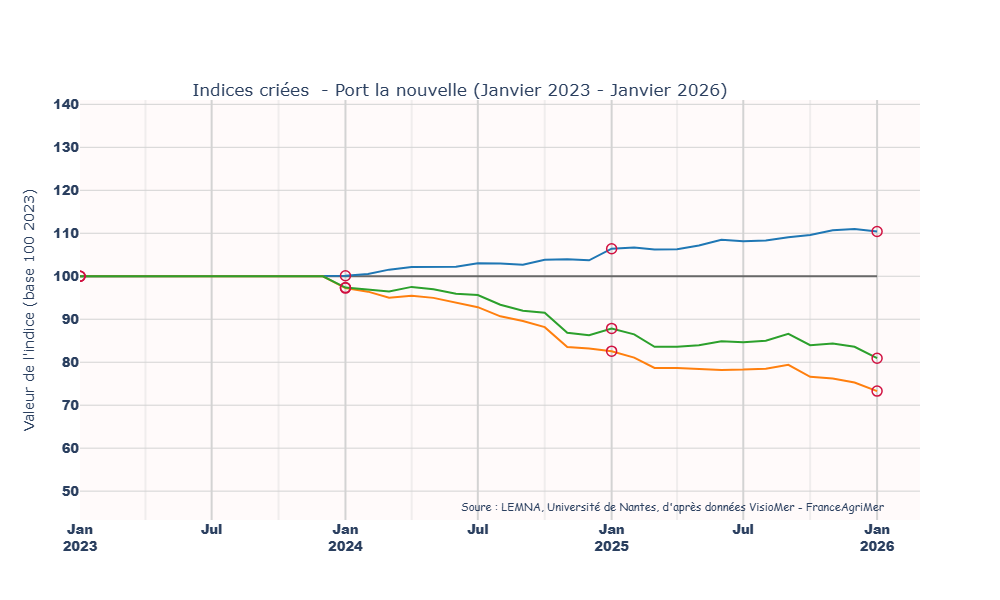 Indices criées  - Port la nouvelle (Janvier 2023 - Janvier 2026)
Valeur de l'indice (base 100 2023)
140
130
120
110
100
90
80
70
60
50
Soure : LEMNA, Université de Nantes, d'après données VisioMer - FranceAgriMer
Jan Jul Jan Jul Jan Jul Jan
2023 2024 2025 2026